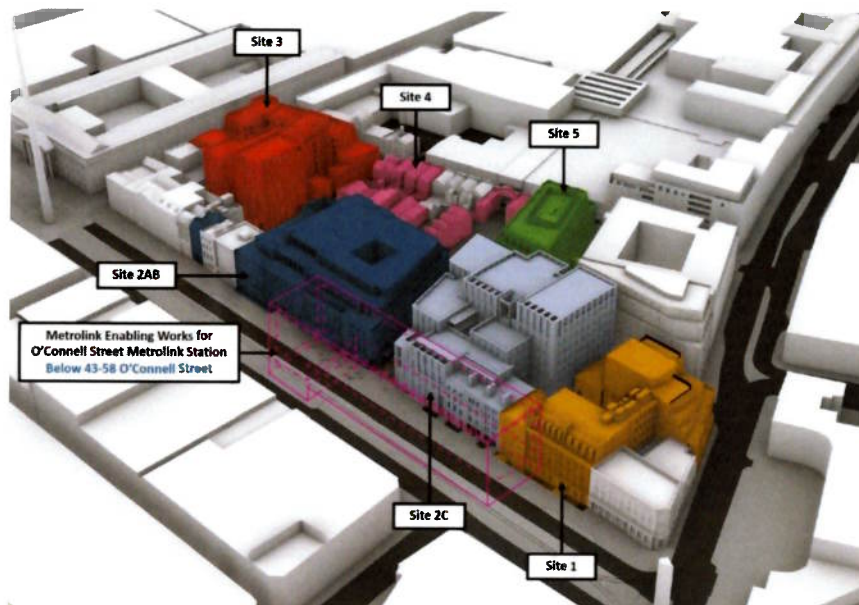 Site 3
Site 4
Site 5
Site 2AB
Metrolink Enabling Works for
O'Connell Street Metrolink Station
Below 43-58 O'Connell Street
Site 2C
Site 1